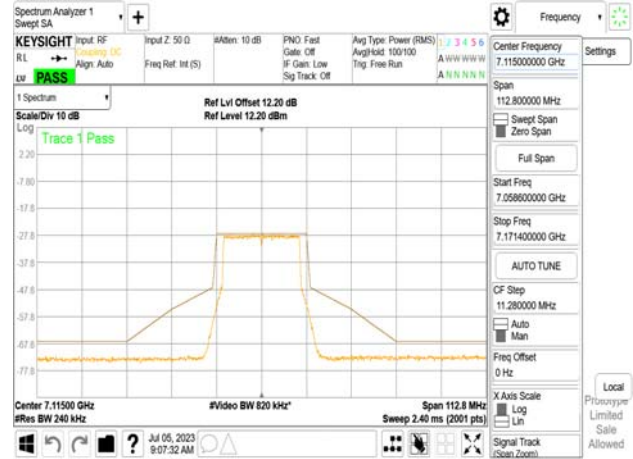 Spectrum Analyzer 1
Swept SA
+
Frequency
KEYSIGHT
RL
PASS
Input: RF
Coupling: DC
Align: Auto
Input Z: 50 Ω
Freq Ref: Int (S)
#Atten: 10 dB
PNO: Fast
Gate: Off
IF Gain: Low
Sig Track: Off
Avg Type: Power (RMS)
Avg|Hold: 100/100
Trig: Free Run
1 2 3 4 5 6
A W W W W W
A N N N N N
1 Spectrum
Scale/Div 10 dB
Ref Lvl Offset 12.20 dB
Ref Level 12.20 dBm
Log
Trace 1 Pass
2.20
-7.80
-17.8
-27.8
-37.8
-47.8
-57.8
-67.8
-77.8
Center 7.11500 GHz
#Res BW 240 kHz
#Video BW 820 kHz*
Span 112.8 MHz
Sweep 2.40 ms (2001 pts)
Jul 05, 2023
9:07:32 AM
?
Center Frequency
7.115000000 GHz
Settings
Span
112.800000 MHz
Swept Span
Zero Span
Full Span
Start Freq
7.058600000 GHz
Stop Freq
7.171400000 GHz
AUTO TUNE
CF Step
11.280000 MHz
Auto
Man
Freq Offset
0 Hz
X Axis Scale
Log
Lin
Signal Track
(Span Zoom)
Local
Prototype
Limited
Sale
Allowed